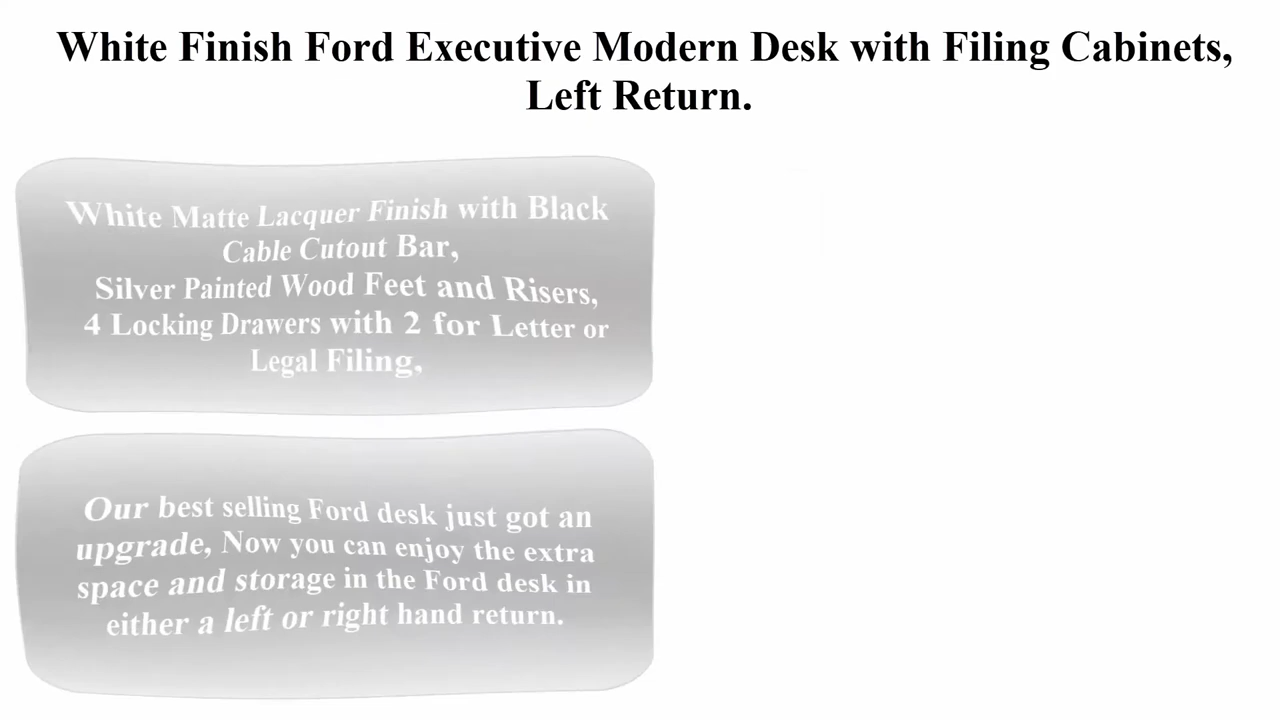 White Finish Ford Executive Modern Desk with Filing Cabinets,
Left Return.
White Matte Lacquer Finish with Black
Cable Cutout Bar,
Silver Painted Wood Feet and Risers,
4 Locking Drawers with 2 for Letter or
Legal Filing,
Our best selling Ford desk just got an
upgrade, Now you can enjoy the extra
space and storage in the Ford desk in
either a left or right hand return.